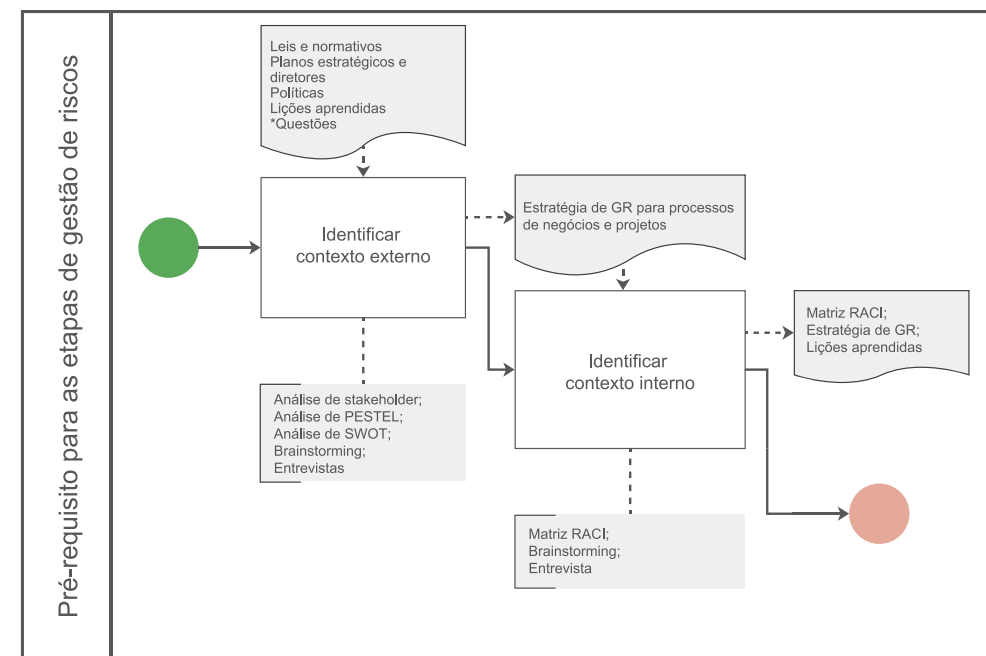 Pré-requisito para as etapas de gestão de riscos
Leis e normativos
Planos estratégicos e
diretores
Políticas
Lições aprendidas
*Questões
Identificar
contexto externo
Análise de stakeholder;
Análise de PESTEL;
Análise de SWOT;
Brainstorming;
Entrevistas
Estratégia de GR para processos
de negócios e projetos
Identificar
contexto interno
Matriz RACI;
Brainstorming;
Entrevista
Matriz RACI;
Estratégia de GR;
Lições aprendidas